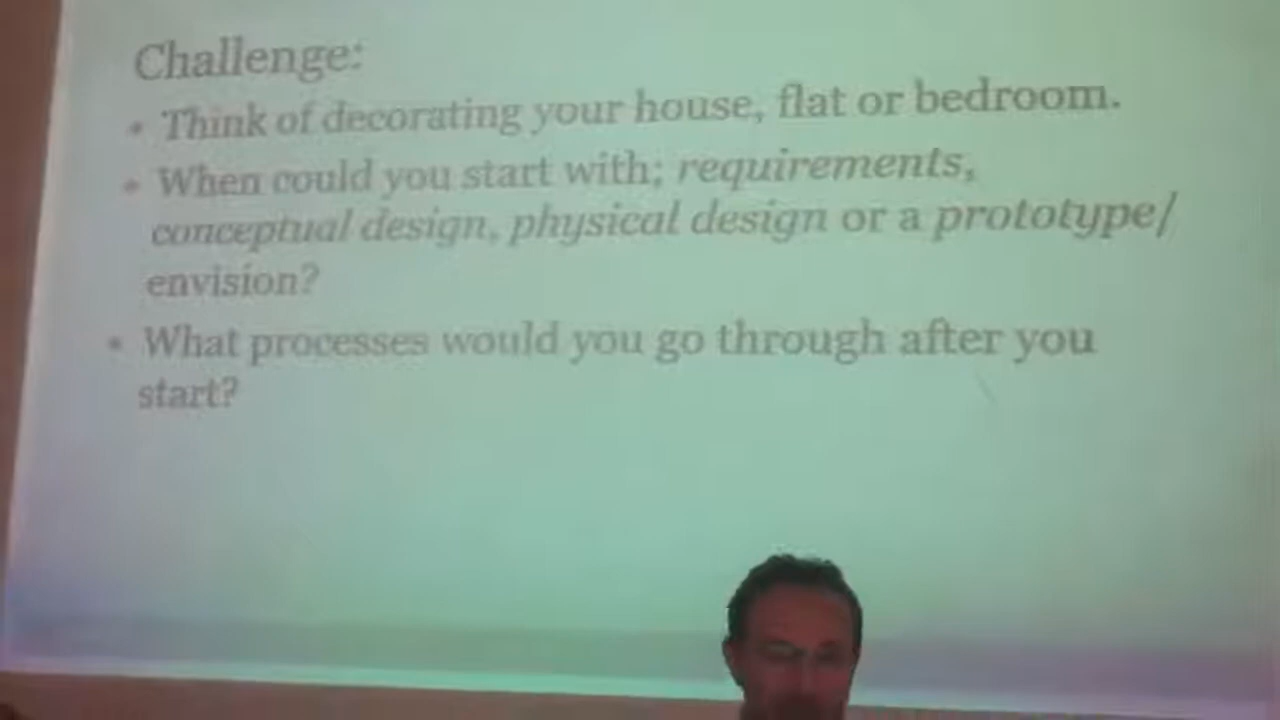 Challenge:
• Think of decorating your house, flat or bedroom.
• When could you start with; requirements,
conceptual design, physical design or a prototype/
envision?
• What processes would you go through after you
start?